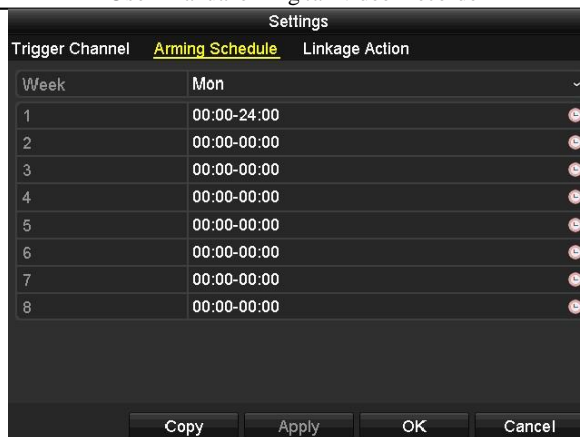 Settings
Trigger Channel Arming Schedule Linkage Action
Week Mon
1 00:00-24:00
2 00:00-00:00
3 00:00-00:00
4 00:00-00:00
5 00:00-00:00
6 00:00-00:00
7 00:00-00:00
8 00:00-00:00
Copy Apply OK Cancel